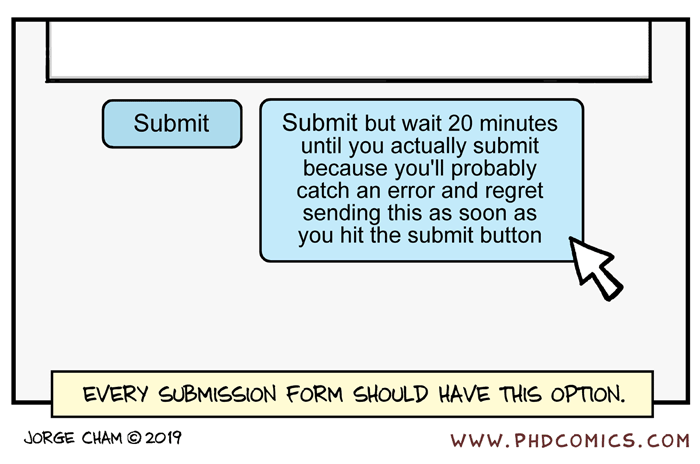 Submit
Submit but wait 20 minutes
until you actually submit
because you'll probably
catch an error and regret
sending this as soon as
you hit the submit button
EVERY SUBMISSION FORM SHOULD HAVE THIS OPTION.
JORGE CHAM © 2019
WWW.PHDCOMICS.COM